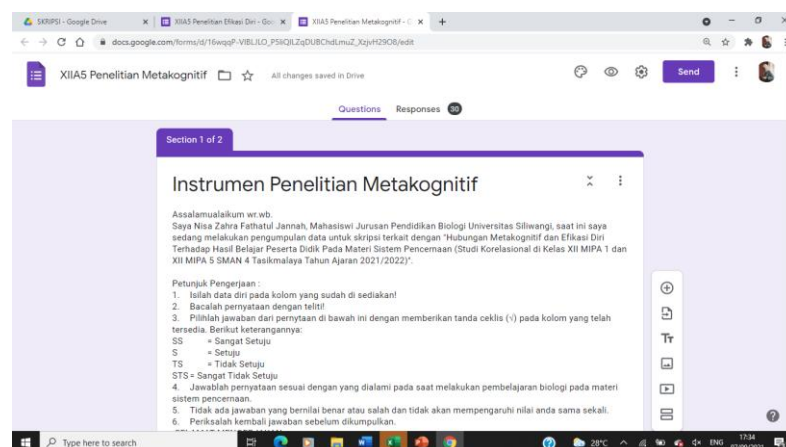 SKRIPSI - Google Drive
XIIA5 Penelitian Efikasi Diri - Goo
XIIA5 Penelitian Metakognitif - G
docs.google.com/forms/d/16wqqP-VIBLJLO_P5liQILZqDUBChdLmuZ_XzjvH29O8/edit
XIIA5 Penelitian Metakognitif
All changes saved in Drive
Send
Questions Responses 30
Section 1 of 2
Instrumen Penelitian Metakognitif
Assalamualaikum wr.wb.
Saya Nisa Zahra Fathatul Jannah, Mahasiswi Jurusan Pendidikan Biologi Universitas Siliwangi, saat ini saya
sedang melakukan pengumpulan data untuk skripsi terkait dengan "Hubungan Metakognitif dan Efikasi Diri
Terhadap Hasil Belajar Peserta Didik Pada Materi Sistem Pencernaan (Studi Korelasional di Kelas XII MIPA 1 dan
XII MIPA 5 SMAN 4 Tasikmalaya Tahun Ajaran 2021/2022)".
Petunjuk Pengerjaan :
1. Isilah data diri pada kolom yang sudah di sediakan!
2. Bacalah pernyataan dengan teliti!
3. Pilihlah jawaban dari pernytaan di bawah ini dengan memberikan tanda ceklis (√) pada kolom yang telah
tersedia. Berikut keterangannya:
SS = Sangat Setuju
S = Setuju
TS = Tidak Setuju
STS = Sangat Tidak Setuju
4. Jawablah pernyataan sesuai dengan yang dialami pada saat melakukan pembelajaran biologi pada materi
sistem pencernaan.
5. Tidak ada jawaban yang bernilai benar atau salah dan tidak akan mempengaruhi nilai anda sama sekali.
6. Periksalah kembali jawaban sebelum dikumpulkan.
Type here to search
28°C
ENG
17:34